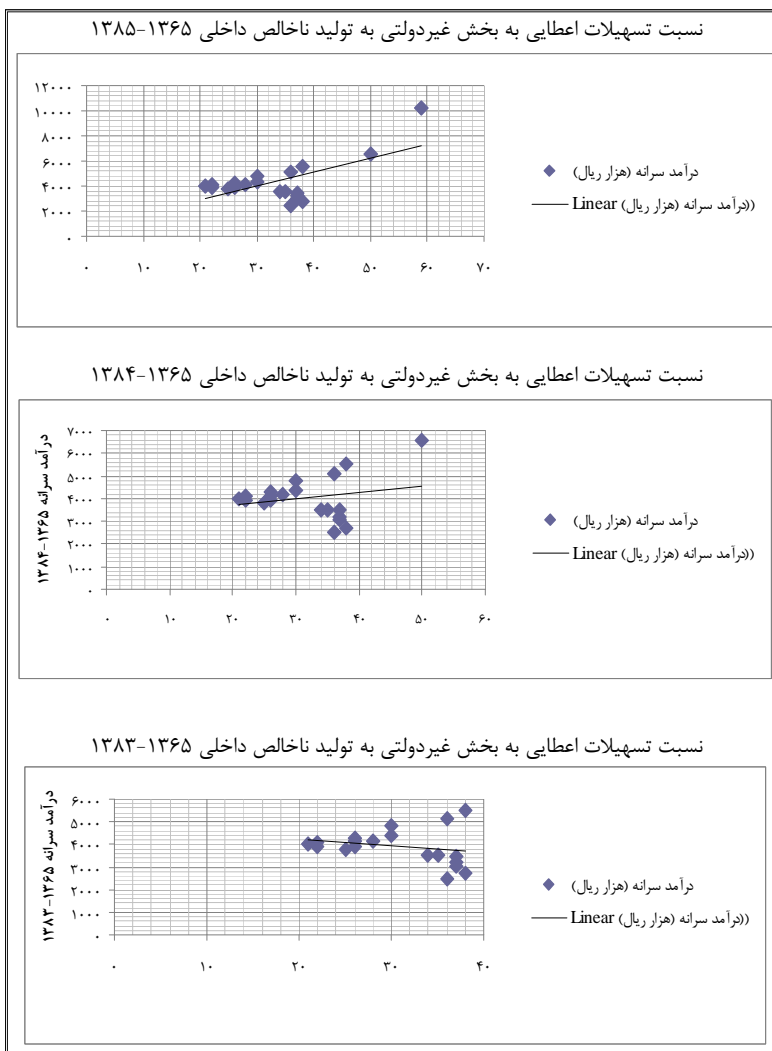 نسبت تسهیلات اعطایی به بخش غیردولتی به تولید ناخالص داخلی ۱۳۶۵-۱۳۸۵
۱۲۰۰۰
۱۰۰۰۰
۸۰۰۰
۶۰۰۰
۴۰۰۰
۲۰۰۰
۰
۰ ۱۰ ۲۰ ۳۰ ۴۰ ۵۰ ۶۰ ۷۰
درآمد سرانه (هزار ریال)
Linear (درآمد سرانه (هزار ریال))
نسبت تسهیلات اعطایی به بخش غیردولتی به تولید ناخالص داخلی ۱۳۶۵-۱۳۸۴
درآمد سرانه ۱۳۶۵-۱۳۸۴
۷۰۰۰
۶۰۰۰
۵۰۰۰
۴۰۰۰
۳۰۰۰
۲۰۰۰
۱۰۰۰
۰
۰ ۱۰ ۲۰ ۳۰ ۴۰ ۵۰ ۶۰
درآمد سرانه (هزار ریال)
Linear (درآمد سرانه (هزار ریال))
نسبت تسهیلات اعطایی به بخش غیردولتی به تولید ناخالص داخلی ۱۳۶۵-۱۳۸۳
درآمد سرانه ۱۳۶۵-۱۳۸۳
۶۰۰۰
۵۰۰۰
۴۰۰۰
۳۰۰۰
۲۰۰۰
۱۰۰۰
۰
۰ ۱۰ ۲۰ ۳۰ ۴۰
درآمد سرانه (هزار ریال)
Linear (درآمد سرانه (هزار ریال))